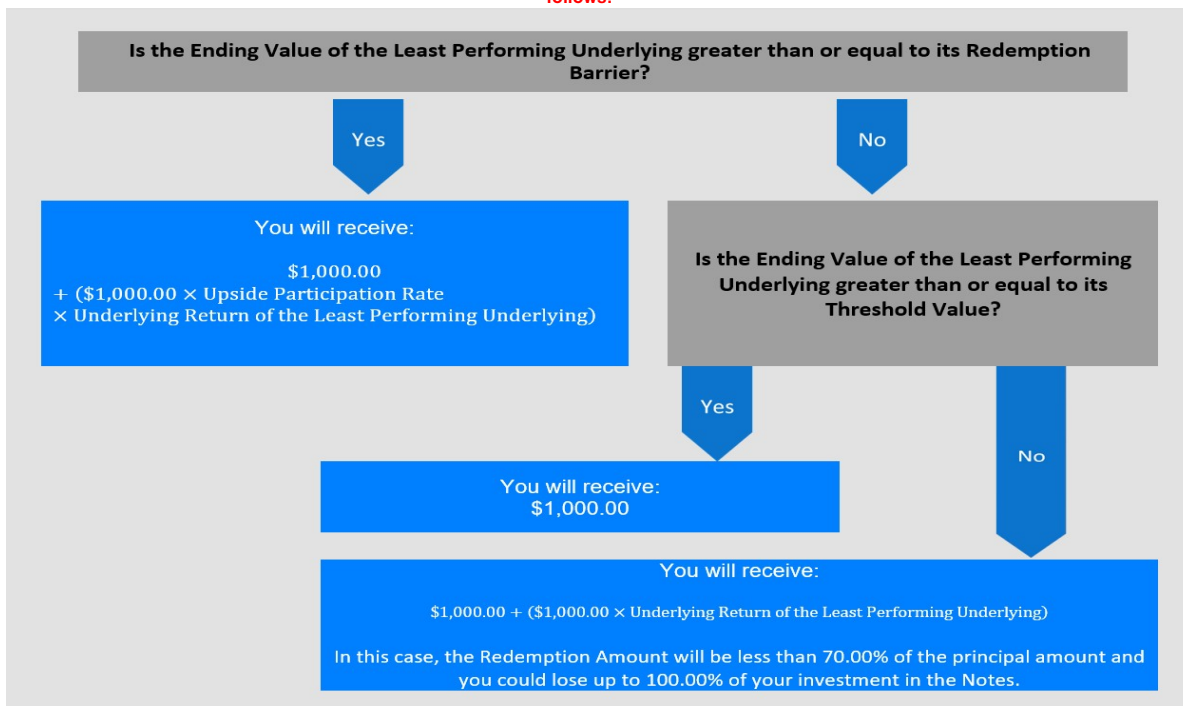 follows:
Is the Ending Value of the Least Performing Underlying greater than or equal to its Redemption
Barrier?
Yes
No
You will receive:
$1,000.00
+ ($1,000.00 × Upside Participation Rate
× Underlying Return of the Least Performing Underlying)
Is the Ending Value of the Least Performing
Underlying greater than or equal to its
Threshold Value?
Yes
No
You will receive:
$1,000.00
You will receive:
$1,000.00 + ($1,000.00 × Underlying Return of the Least Performing Underlying)
In this case, the Redemption Amount will be less than 70.00% of the principal amount and
you could lose up to 100.00% of your investment in the Notes.